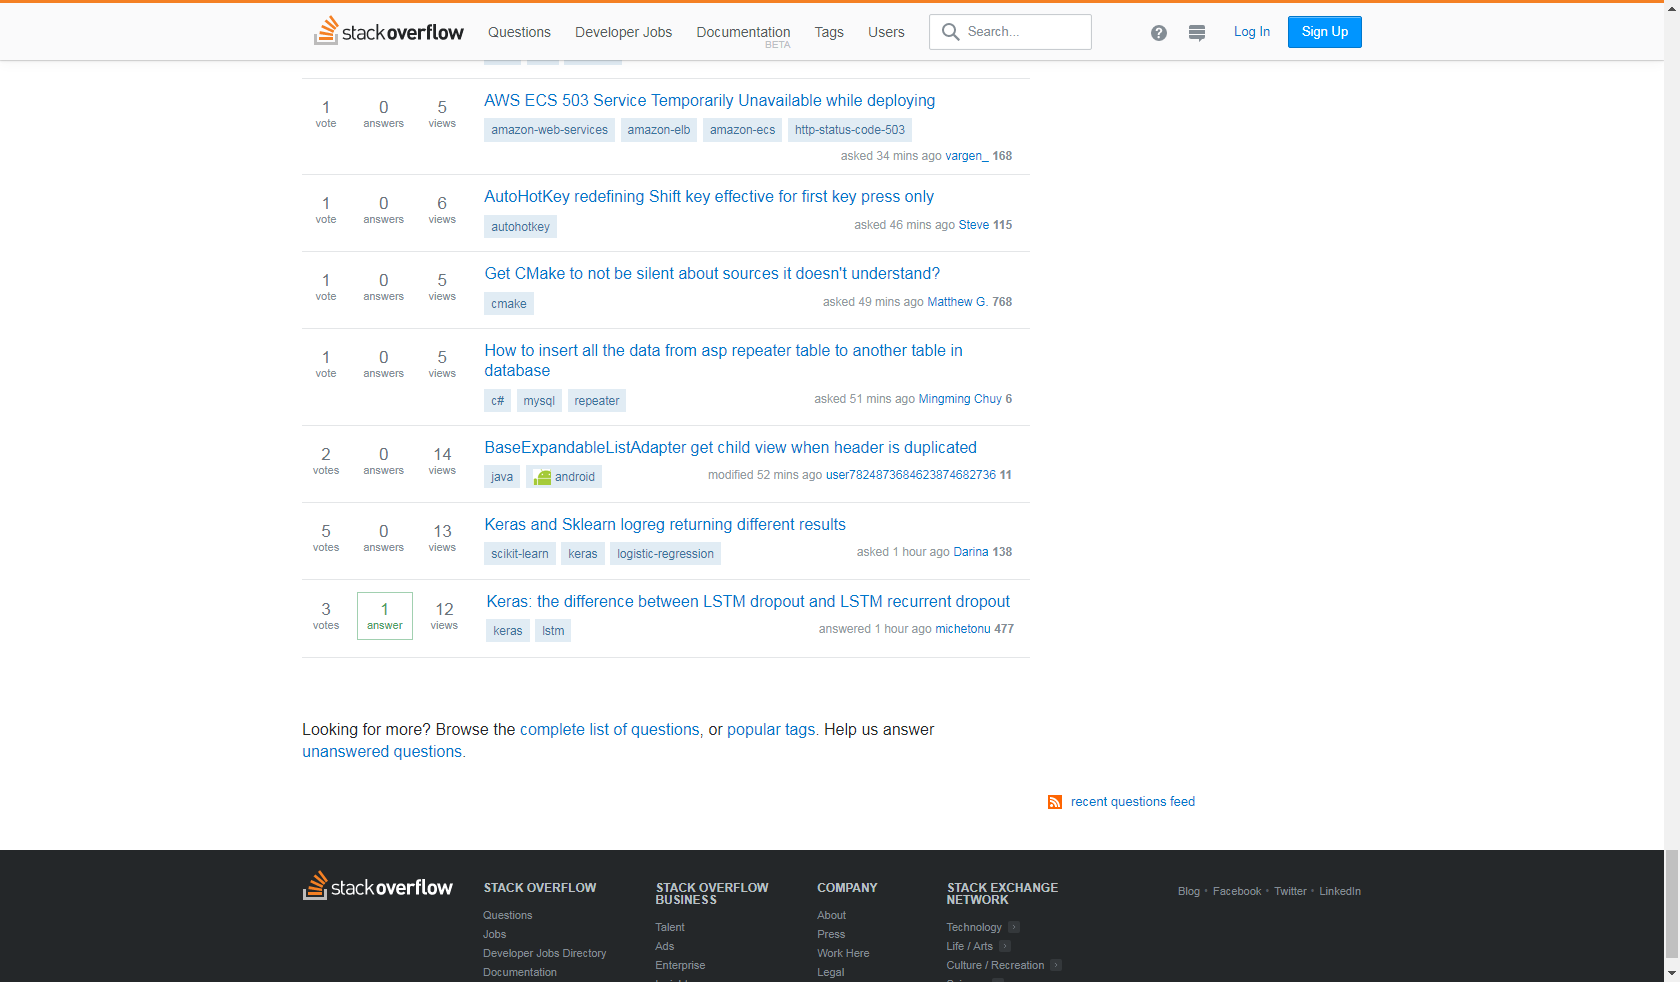 stackoverflow Questions Developer Jobs Documentation BETA Tags Users Search... ? Log In Sign Up
1 vote 0 answers 5 views
AWS ECS 503 Service Temporarily Unavailable while deploying
amazon-web-services amazon-elb amazon-ecs http-status-code-503
asked 34 mins ago vargen_ 168
1 vote 0 answers 6 views
AutoHotKey redefining Shift key effective for first key press only
autohotkey
asked 46 mins ago Steve 115
1 vote 0 answers 5 views
Get CMake to not be silent about sources it doesn't understand?
cmake
asked 49 mins ago Matthew G. 768
1 vote 0 answers 5 views
How to insert all the data from asp repeater table to another table in
database
c# mysql repeater
asked 51 mins ago Mingming Chuy 6
2 votes 0 answers 14 views
BaseExpandableListAdapter get child view when header is duplicated
java android
modified 52 mins ago user7824873684623874682736 11
5 votes 0 answers 13 views
Keras and Sklearn logreg returning different results
scikit-learn keras logistic-regression
asked 1 hour ago Darina 138
3 votes 1 answer 12 views
Keras: the difference between LSTM dropout and LSTM recurrent dropout
keras lstm
answered 1 hour ago michetonu 477
Looking for more? Browse the complete list of questions, or popular tags. Help us answer
unanswered questions.
recent questions feed
stackoverflow
STACK OVERFLOW
Questions
Jobs
Developer Jobs Directory
Documentation
STACK OVERFLOW
BUSINESS
Talent
Ads
Enterprise
COMPANY
About
Press
Work Here
Legal
STACK EXCHANGE
NETWORK
Technology
Life / Arts
Culture / Recreation
Blog • Facebook • Twitter • LinkedIn